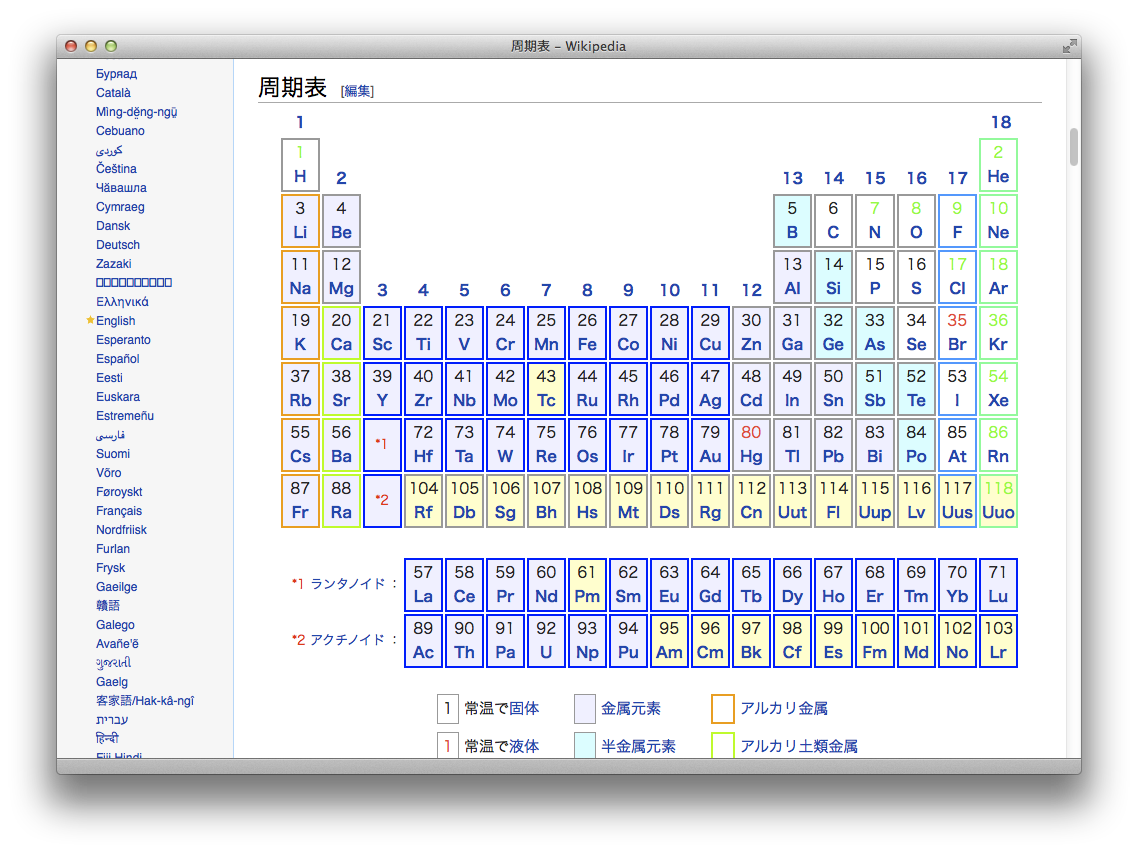 周期表 – Wikipedia
Буряад
Català
Mìng-dĕ̤ng-ngṳ̄
Cebuano
کوردی
Čeština
Чӑвашла
Cymraeg
Dansk
Deutsch
Zazaki
Ελληνικά
English
Esperanto
Español
Eesti
Euskara
Estremeñu
فارسی
Suomi
Võro
Føroyskt
Français
Nordfriisk
Furlan
Frysk
Gaeilge
贛語
Galego
Avañe'ẽ
ગુજરાતી
Gaelg
客家語/Hak-kâ-ngî
עברית
हिन्दी
Fiji Hindi
周期表 [編集]
1 18
1 2
H 2 13 14 15 16 17 He
3 4 5 6 7 8 9 10
Li Be B C N O F Ne
11 12 13 14 15 16 17 18
Na Mg 3 4 5 6 7 8 9 10 11 12 Al Si P S Cl Ar
19 20 21 22 23 24 25 26 27 28 29 30 31 32 33 34 35 36
K Ca Sc Ti V Cr Mn Fe Co Ni Cu Zn Ga Ge As Se Br Kr
37 38 39 40 41 42 43 44 45 46 47 48 49 50 51 52 53 54
Rb Sr Y Zr Nb Mo Tc Ru Rh Pd Ag Cd In Sn Sb Te I Xe
55 56 *1 72 73 74 75 76 77 78 79 80 81 82 83 84 85 86
Cs Ba Hf Ta W Re Os Ir Pt Au Hg Tl Pb Bi Po At Rn
87 88 *2 104 105 106 107 108 109 110 111 112 113 114 115 116 117 118
Fr Ra Rf Db Sg Bh Hs Mt Ds Rg Cn Uut Fl Uup Lv Uus Uuo
57 58 59 60 61 62 63 64 65 66 67 68 69 70 71
*1 ランタノイド :
La Ce Pr Nd Pm Sm Eu Gd Tb Dy Ho Er Tm Yb Lu
89 90 91 92 93 94 95 96 97 98 99 100 101 102 103
*2 アクチノイド :
Ac Th Pa U Np Pu Am Cm Bk Cf Es Fm Md No Lr
1 常温で固体 金属元素 アルカリ金属
1 常温で液体 半金属元素 アルカリ土類金属